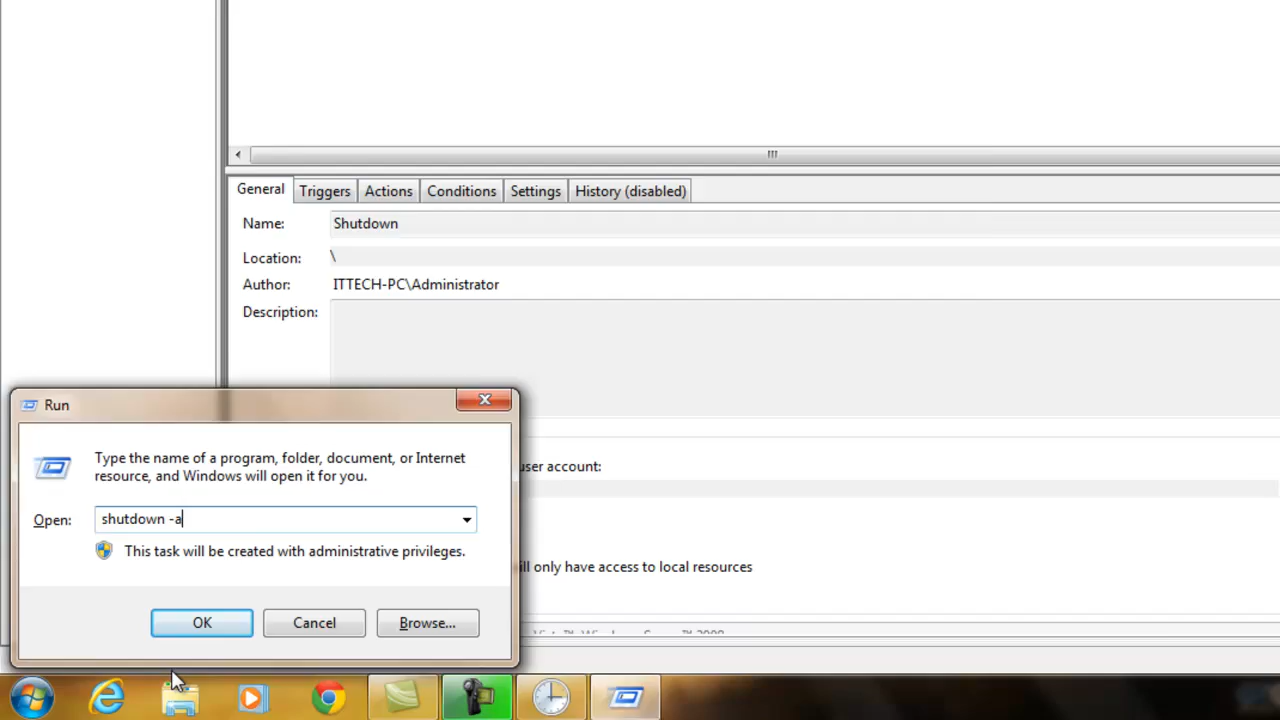 General Triggers Actions Conditions Settings History (disabled)
Name: Shutdown
Location: \
Author: ITTECH-PC\Administrator
Description:
Run
Type the name of a program, folder, document, or Internet
resource, and Windows will open it for you.
user account:
Open: shutdown -a
This task will be created with administrative privileges.
ill only have access to local resources
OK Cancel Browse...